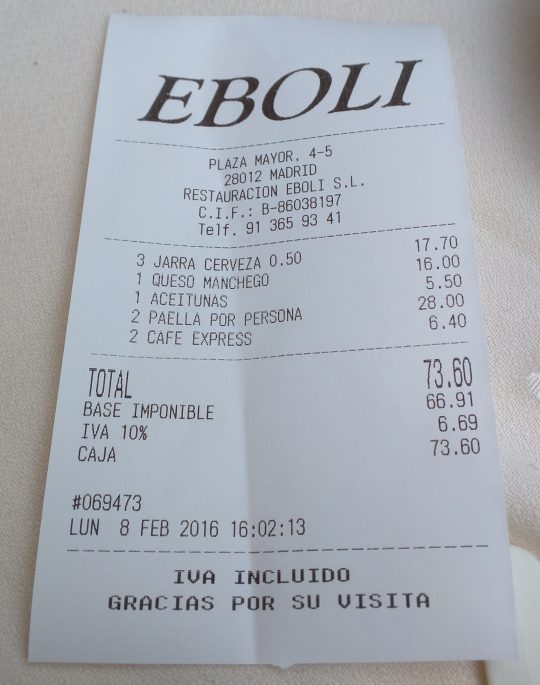 EBOLI
PLAZA MAYOR, 4-5
28012 MADRID
RESTAURACION EBOLI S.L.
C.I.F.: B-86038197
Telf. 91 365 93 41
3 JARRA CERVEZA 0.50 17.70
1 QUESO MANCHEGO 16.00
1 ACEITUNAS 5.50
2 PAELLA POR PERSONA 28.00
2 CAFE EXPRESS 6.40
TOTAL 73.60
BASE IMPONIBLE 66.91
IVA 10% 6.69
CAJA 73.60
#069473
LUN 8 FEB 2016 16:02:13
IVA INCLUIDO
GRACIAS POR SU VISITA